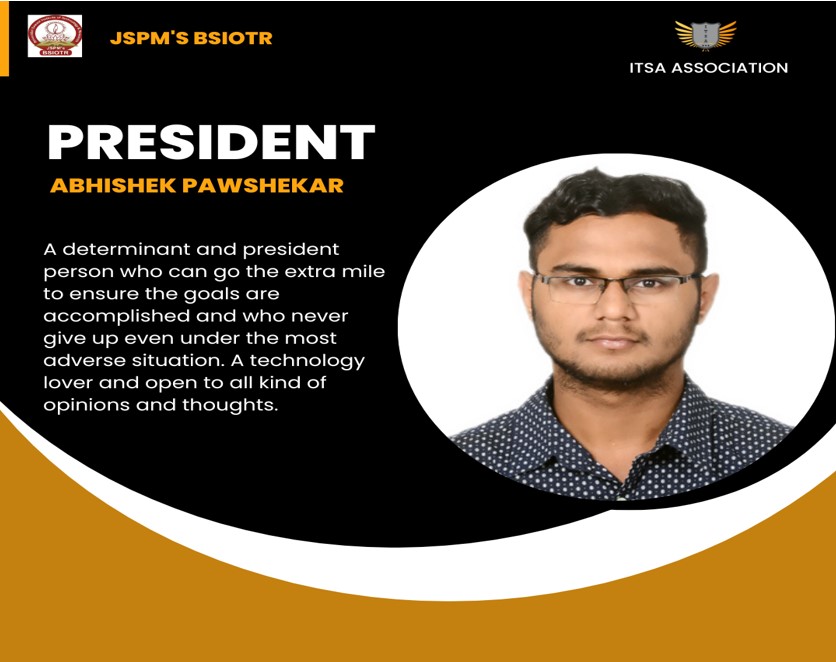 JSPM'S BSIOTR
JSPM's
BSIOTR
ITSA ASSOCIATION
PRESIDENT
ABHISHEK PAWSHEKAR
A determinant and president
person who can go the extra mile
to ensure the goals are
accomplished and who never
give up even under the most
adverse situation. A technology
lover and open to all kind of
opinions and thoughts.